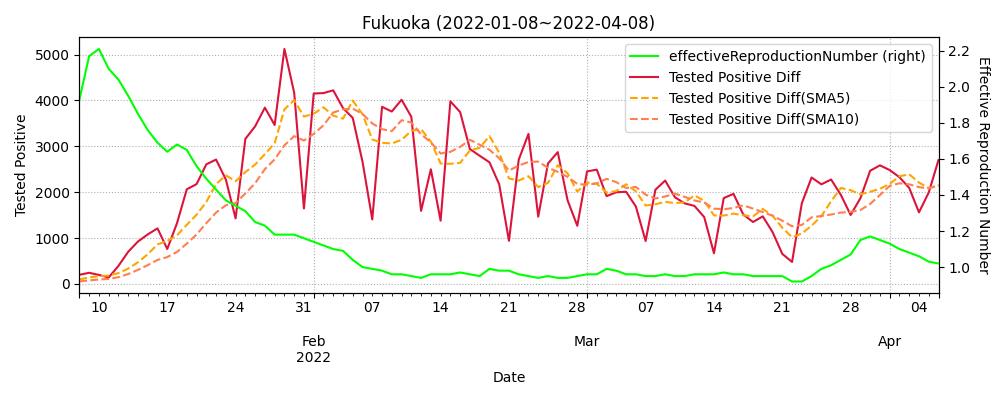 Fukuoka (2022-01-08~2022-04-08)
effectiveReproductionNumber (right)
Tested Positive Diff
Tested Positive Diff(SMA5)
Tested Positive Diff(SMA10)
Tested Positive
5000
4000
3000
2000
1000
0
2.2
2.0
1.8
1.6
1.4
1.2
1.0
Effective Reproduction Number
10 17 24 31 07 14 21 28 07 14 21 28 04
Feb Mar Apr
2022
Date